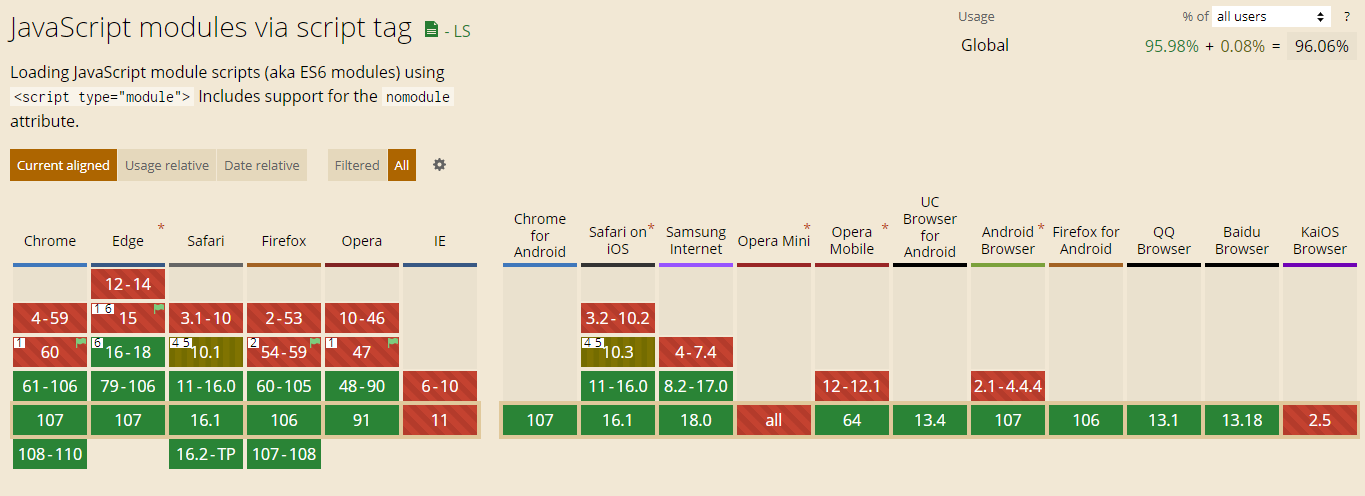 JavaScript modules via script tag - LS
Usage % of all users ?
Global 95.98% + 0.08% = 96.06%
Loading JavaScript module scripts (aka ES6 modules) using
<script type="module"> Includes support for the nomodule
attribute.
Current aligned Usage relative Date relative Filtered All
Chrome Edge * Safari Firefox Opera IE Chrome for Android Safari on iOS * Samsung Internet Opera Mini * Opera Mobile * UC Browser for Android Android Browser * Firefox for Android QQ Browser Baidu Browser KaiOS Browser
12-14
4-59 1 6 15 3.1-10 2-53 10-46 3.2-10.2
1 60 6 16-18 4 5 10.1 2 54-59 1 47 4 5 10.3 4-7.4
61-106 79-106 11-16.0 60-105 48-90 6-10 11-16.0 8.2-17.0 12-12.1 2.1-4.4.4
107 107 16.1 106 91 11 107 16.1 18.0 all 64 13.4 107 106 13.1 13.18 2.5
108-110 16.2-TP 107-108